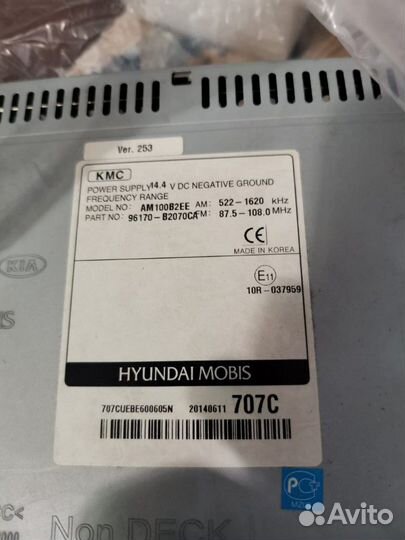 Ver. 253
KMC
POWER SUPPLY 14.4 V DC NEGATIVE GROUND
FREQUENCY RANGE
MODEL NO: AM100B2EE AM: 522-1620 kHz
PART NO: 96170-B2070CA FM: 87.5-108.0 MHz
CE
MADE IN KOREA
E11
10R-037959
KIA
HYUNDAI MOBIS
707CUEBE600605N 20140611 707C
PC
Non DECK
Avito